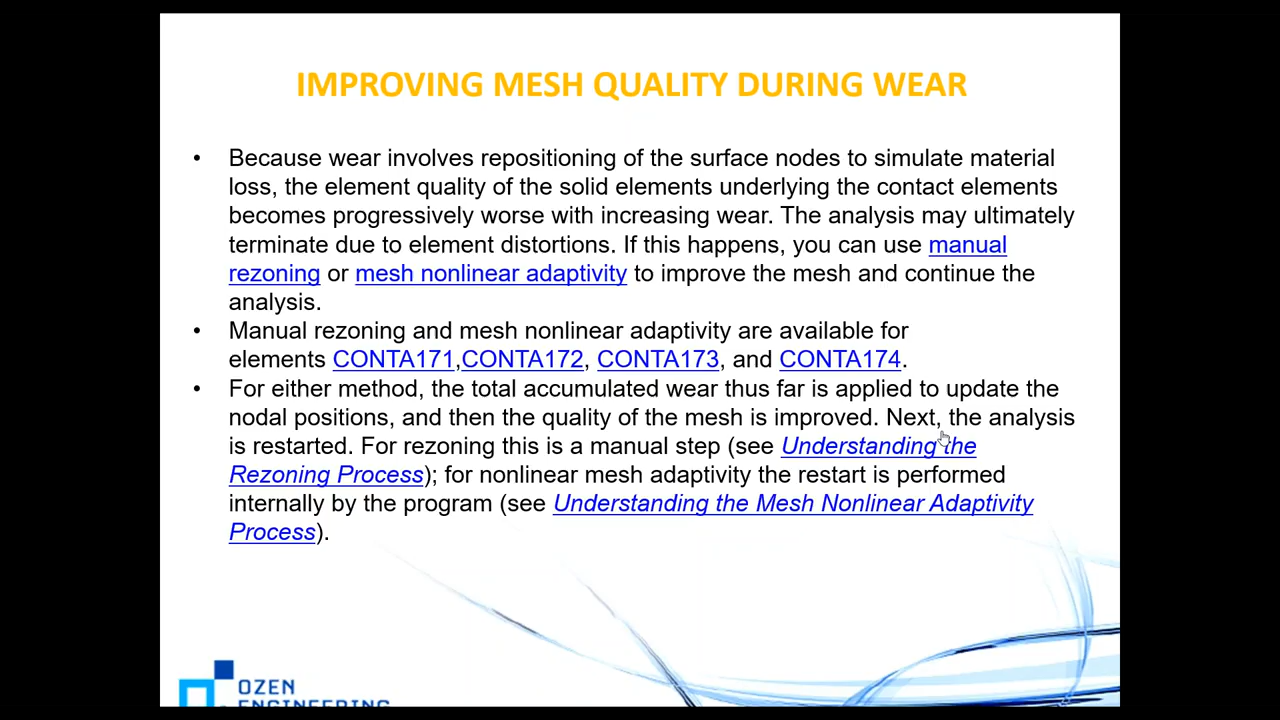 IMPROVING MESH QUALITY DURING WEAR
• Because wear involves repositioning of the surface nodes to simulate material
loss, the element quality of the solid elements underlying the contact elements
becomes progressively worse with increasing wear. The analysis may ultimately
terminate due to element distortions. If this happens, you can use manual
rezoning or mesh nonlinear adaptivity to improve the mesh and continue the
analysis.
• Manual rezoning and mesh nonlinear adaptivity are available for
elements CONTA171,CONTA172, CONTA173, and CONTA174.
• For either method, the total accumulated wear thus far is applied to update the
nodal positions, and then the quality of the mesh is improved. Next, the analysis
is restarted. For rezoning this is a manual step (see Understanding the
Rezoning Process); for nonlinear mesh adaptivity the restart is performed
internally by the program (see Understanding the Mesh Nonlinear Adaptivity
Process).
OZEN
ENGINEERING